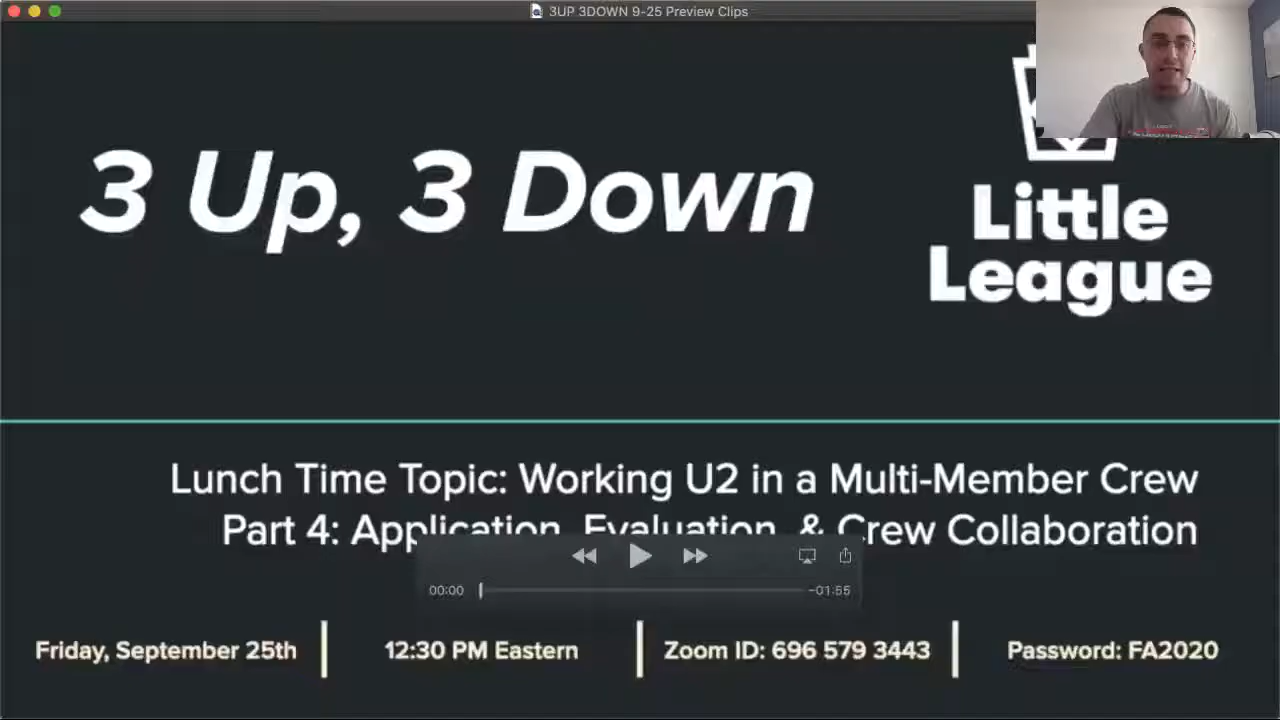 3UP 3DOWN 9-25 Preview Clips
3 Up, 3 Down
Little
League
Lunch Time Topic: Working U2 in a Multi-Member Crew
Part 4: Application, Evaluation, & Crew Collaboration
00:00
-01:55
Friday, September 25th
12:30 PM Eastern
Zoom ID: 696 579 3443
Password: FA2020